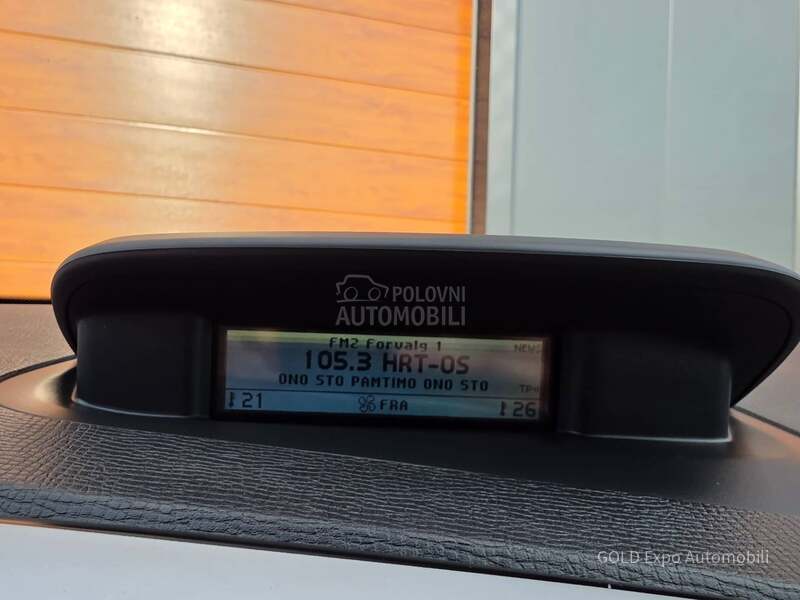 POLOVNI
AUTOMOBILI
FM2 Forvalg 1
NEWS
105.3 HRT-OS
ONO STO PAMTIMO ONO STO
TP
21
FRA
26
GOLD Expo Automobili